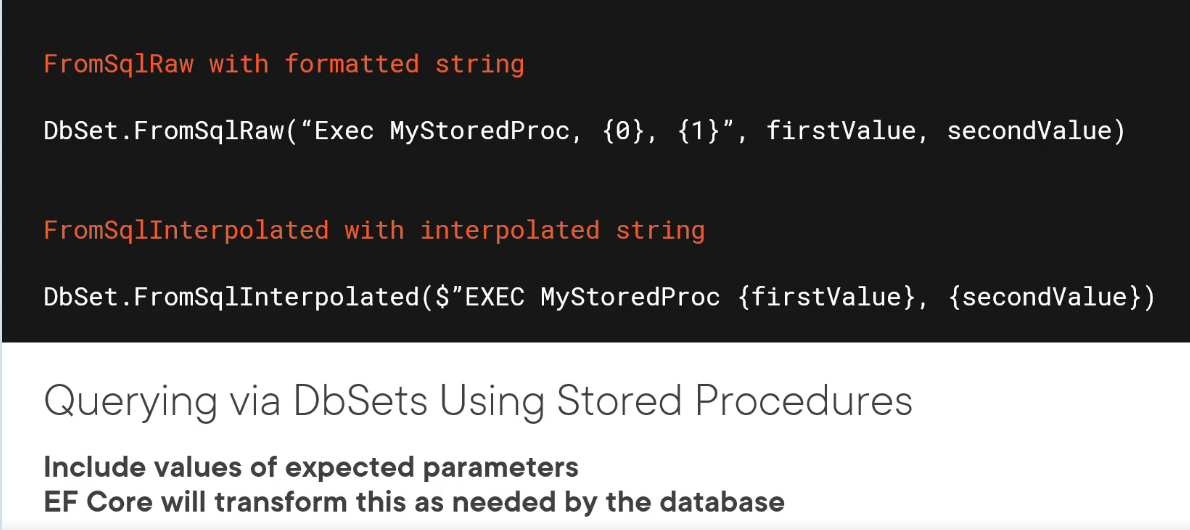 FromSqlRaw with formatted string
DbSet.FromSqlRaw(“Exec MyStoredProc, {0}, {1}”, firstValue, secondValue)
FromSqlInterpolated with interpolated string
DbSet.FromSqlInterpolated($”EXEC MyStoredProc {firstValue}, {secondValue})
Querying via DbSets Using Stored Procedures
Include values of expected parameters
EF Core will transform this as needed by the database